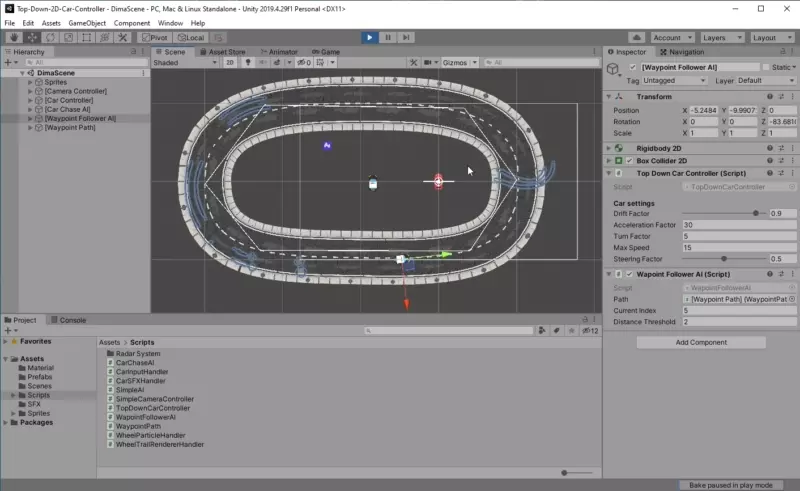 Top-Down-2D-Car-Controller - DimaScene - PC, Mac & Linux Standalone - Unity 2019.4.29f1 Personal <DX11>
File Edit Assets GameObject Component Window Help
Pivot Local Account Layers Layout
Hierarchy Scene Asset Store Animator Game Inspector Navigation
All Shaded 2D 0 Gizmos All [Waypoint Follower AI] Static
DimaScene
Sprites
[Camera Controller]
[Car Controller]
[Car Chase AI]
[Waypoint Follower AI]
[Waypoint Path]
Tag Untagged Layer Default
Transform
Position X -5.2484 Y -9.9907 Z 0
Rotation X 0 Y 0 Z -83.6810
Scale X 1 Y 1 Z 1
Rigidbody 2D
Box Collider 2D
Top Down Car Controller (Script)
Script TopDownCarController
Car settings
Drift Factor 0.9
Acceleration Factor 30
Turn Factor 5
Max Speed 15
Steering Factor 0.5
Wapoint Follower AI (Script)
Script WapointFollowerAI
Path [Waypoint Path] (WaypointPat
Current Index 5
Distance Threshold 2
Add Component
Project Console
12
Favorites
Assets
Material
Prefabs
Scenes
Scripts
SFX
Sprites
Packages
Assets > Scripts
Radar System
CarChaseAI
CarInputHandler
CarSFXHandler
SimpleAI
SimpleCameraController
TopDownCarController
WapointFollowerAI
WaypointPath
WheelParticleHandler
WheelTrailRendererHandler
Bake paused in play mode